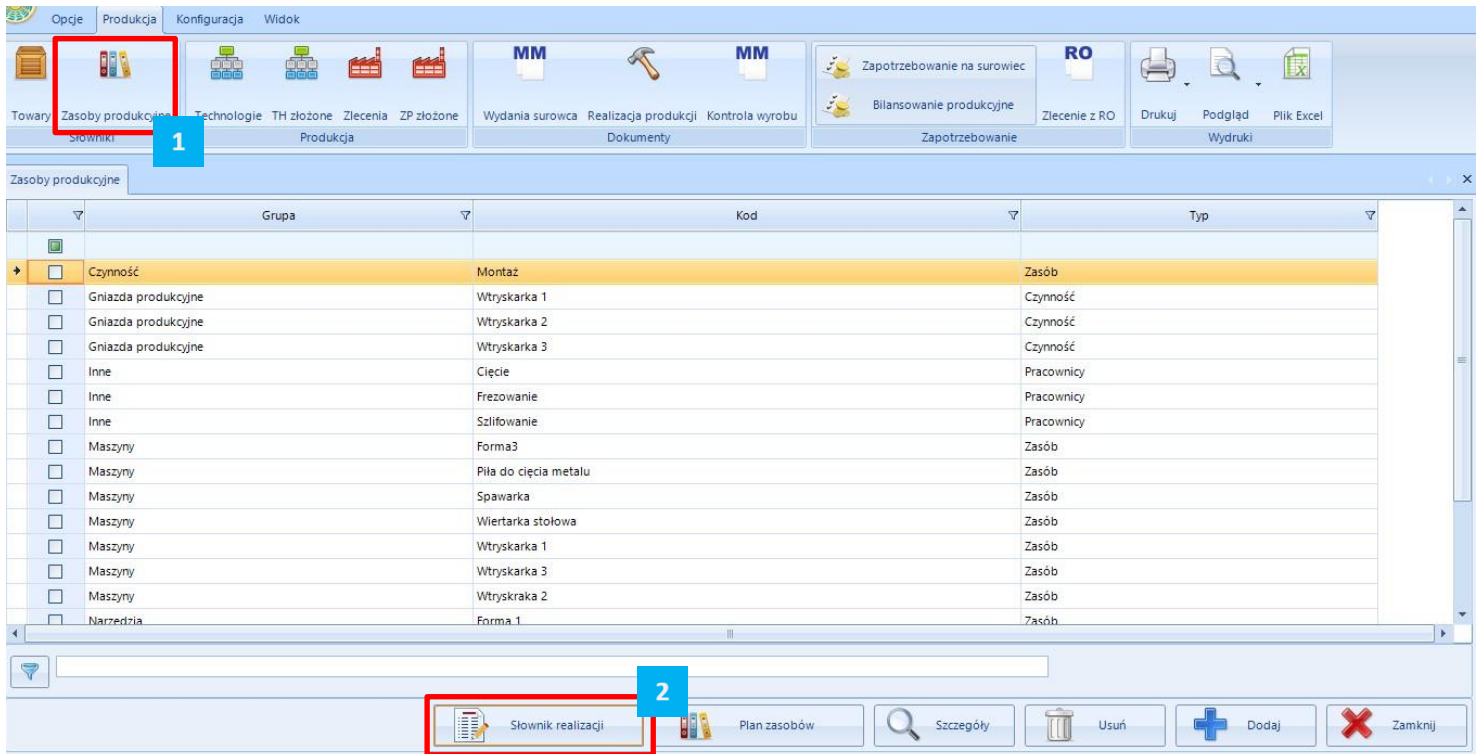 Opcje Produkcja Konfiguracja Widok
MM MM RO
Zapotrzebowanie na surowiec
Bilansowanie produkcyjne
Towary Zasoby produkcyjne Technologie TH złożone Zlecenia ZP złożone Wydania surowca Realizacja produkcji Kontrola wyrobu Zlecenie z RO Drukuj Podgląd Plik Excel
Słowniki 1 Produkcja Dokumenty Zapotrzebowanie Wydruki
Zasoby produkcyjne
Grupa Kod Typ
Czynność Montaż Zasób
Gniazda produkcyjne Wtryskarka 1 Czynność
Gniazda produkcyjne Wtryskarka 2 Czynność
Gniazda produkcyjne Wtryskarka 3 Czynność
Inne Cięcie Pracownicy
Inne Frezowanie Pracownicy
Inne Szlifowanie Pracownicy
Maszyny Forma3 Zasób
Maszyny Piła do cięcia metalu Zasób
Maszyny Spawarka Zasób
Maszyny Wiertarka stołowa Zasób
Maszyny Wtryskarka 1 Zasób
Maszyny Wtryskarka 3 Zasób
Maszyny Wtryskraka 2 Zasób
Narzędzia Forma 1 Zasób
2
Słownik realizacji Plan zasobów Szczegóły Usuń Dodaj Zamknij